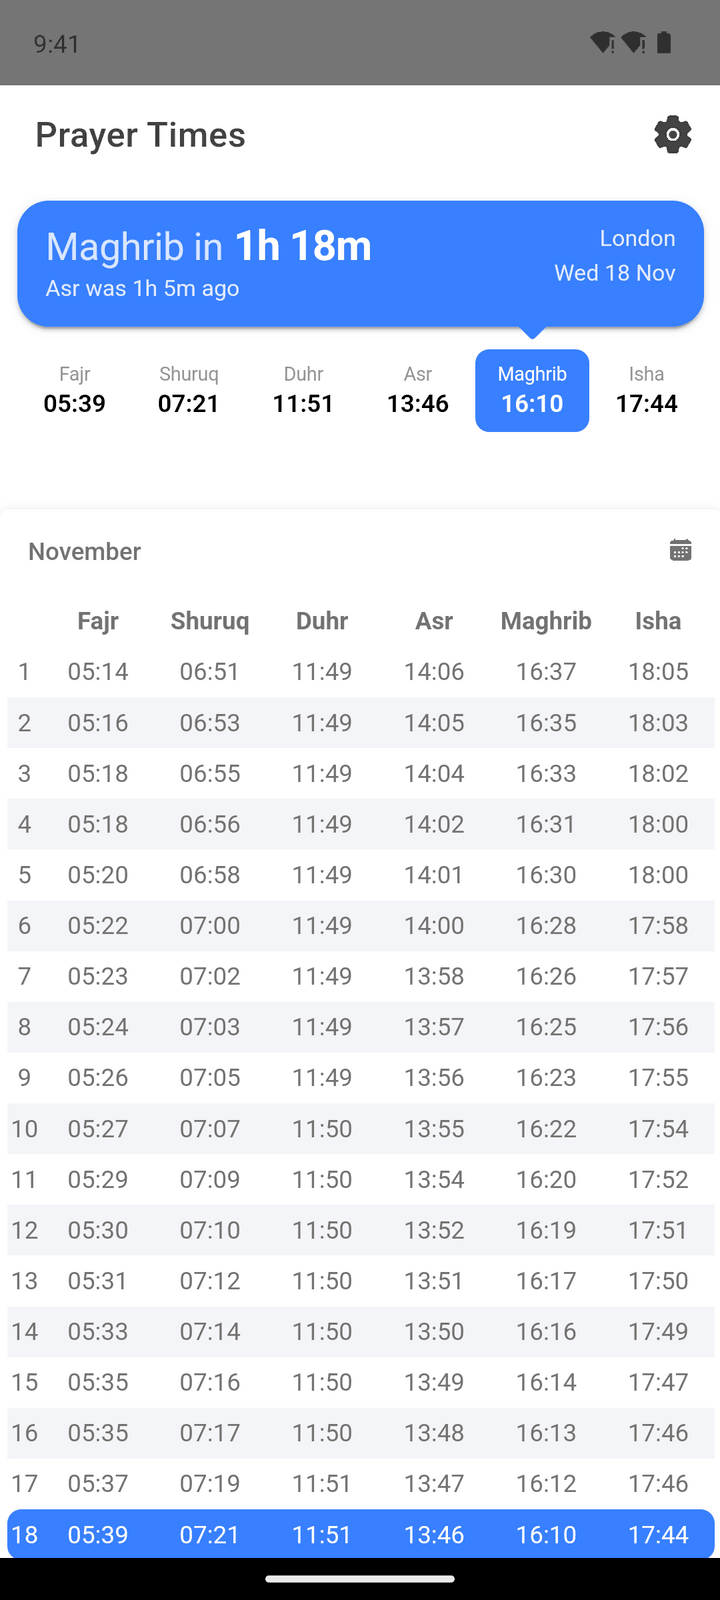 9:41
Prayer Times
Maghrib in 1h 18m
Asr was 1h 5m ago
London
Wed 18 Nov
Fajr Shuruq Duhr Asr Maghrib Isha
05:39 07:21 11:51 13:46 16:10 17:44
November
Fajr Shuruq Duhr Asr Maghrib Isha
1 05:14 06:51 11:49 14:06 16:37 18:05
2 05:16 06:53 11:49 14:05 16:35 18:03
3 05:18 06:55 11:49 14:04 16:33 18:02
4 05:18 06:56 11:49 14:02 16:31 18:00
5 05:20 06:58 11:49 14:01 16:30 18:00
6 05:22 07:00 11:49 14:00 16:28 17:58
7 05:23 07:02 11:49 13:58 16:26 17:57
8 05:24 07:03 11:49 13:57 16:25 17:56
9 05:26 07:05 11:49 13:56 16:23 17:55
10 05:27 07:07 11:50 13:55 16:22 17:54
11 05:29 07:09 11:50 13:54 16:20 17:52
12 05:30 07:10 11:50 13:52 16:19 17:51
13 05:31 07:12 11:50 13:51 16:17 17:50
14 05:33 07:14 11:50 13:50 16:16 17:49
15 05:35 07:16 11:50 13:49 16:14 17:47
16 05:35 07:17 11:50 13:48 16:13 17:46
17 05:37 07:19 11:51 13:47 16:12 17:46
18 05:39 07:21 11:51 13:46 16:10 17:44